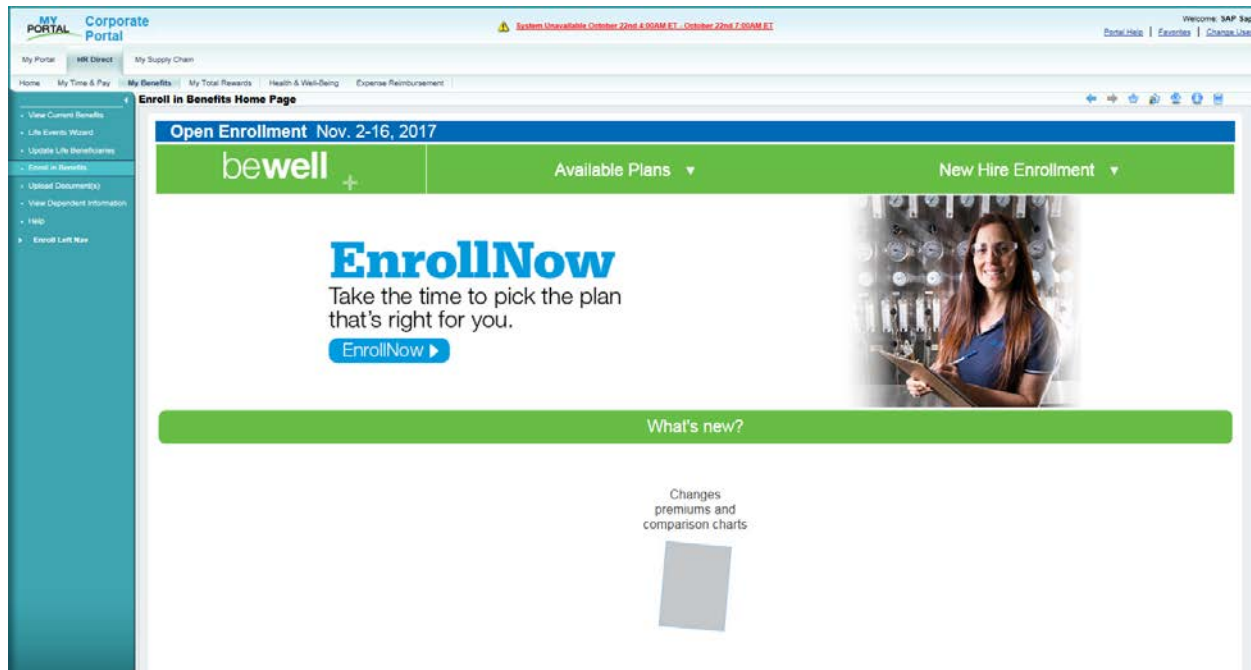 MY
PORTAL
Corporate
Portal
System Unavailable October 22nd 4:00AM ET - October 22nd 7:00AM ET
Welcome: SAP Sap
Portal Help | Favorites | Change User
My Portal HR Direct My Supply Chain
Home My Time & Pay My Benefits My Total Rewards Health & Well-Being Expense Reimbursement
Enroll in Benefits Home Page
View Current Benefits
Life Events Wizard
Update Life Beneficiaries
Enroll in Benefits
Upload Document(s)
View Dependent Information
Help
Enroll Left Nav
Open Enrollment Nov. 2-16, 2017
bewell
Available Plans
New Hire Enrollment
EnrollNow
Take the time to pick the plan
that's right for you.
EnrollNow
What's new?
Changes
premiums and
comparison charts